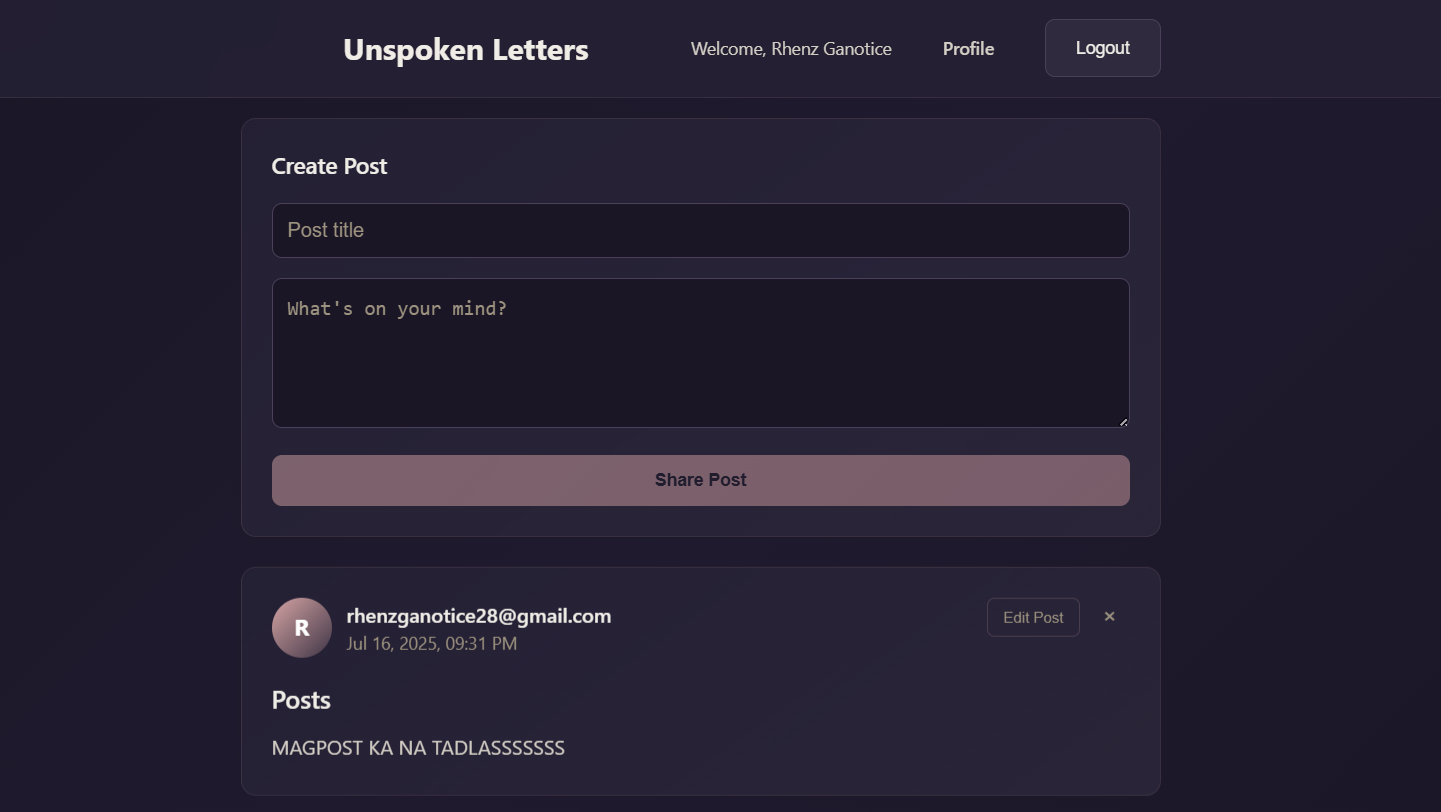 Unspoken Letters
Welcome, Rhenz Ganotice
Profile
Logout
Create Post
Post title
What's on your mind?
Share Post
R
rhenzganotice28@gmail.com
Jul 16, 2025, 09:31 PM
Edit Post
×
Posts
MAGPOST KA NA TADLASSSSSSS